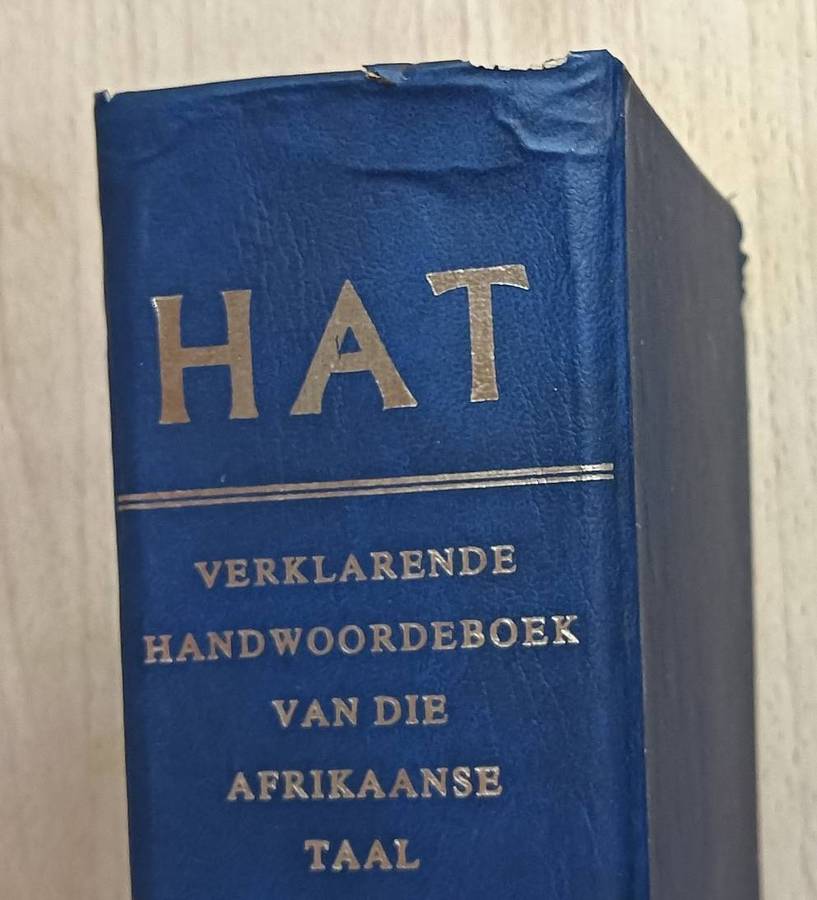 HAT
VERKLARENDE
HANDWOORDEBOEK
VAN DIE
AFRIKAANSE
TAAL